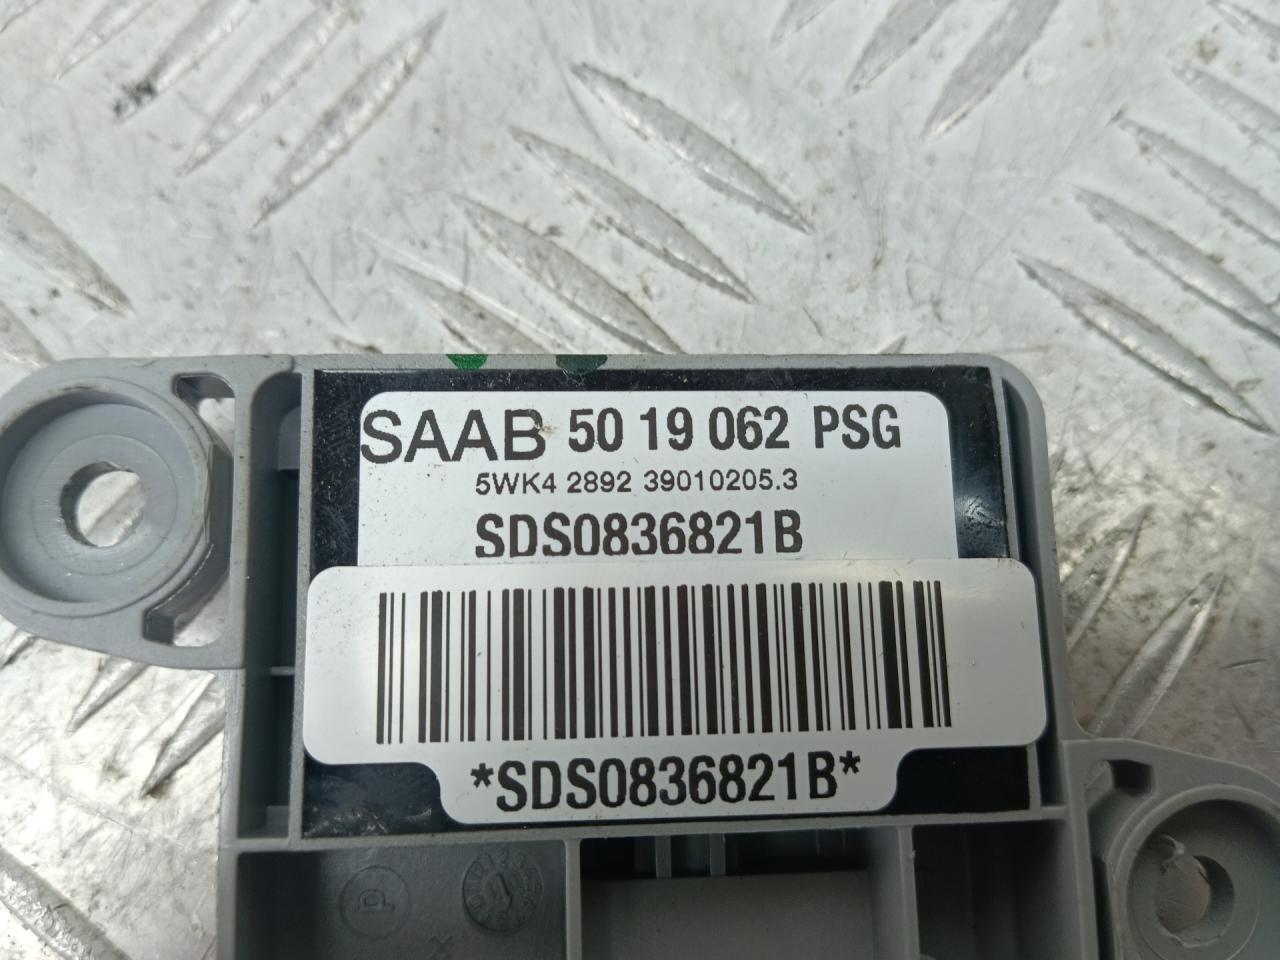 SAAB 50 19 062 PSG
5WK4 2892 39010205.3
SDS0836821B
*SDS0836821B*
P